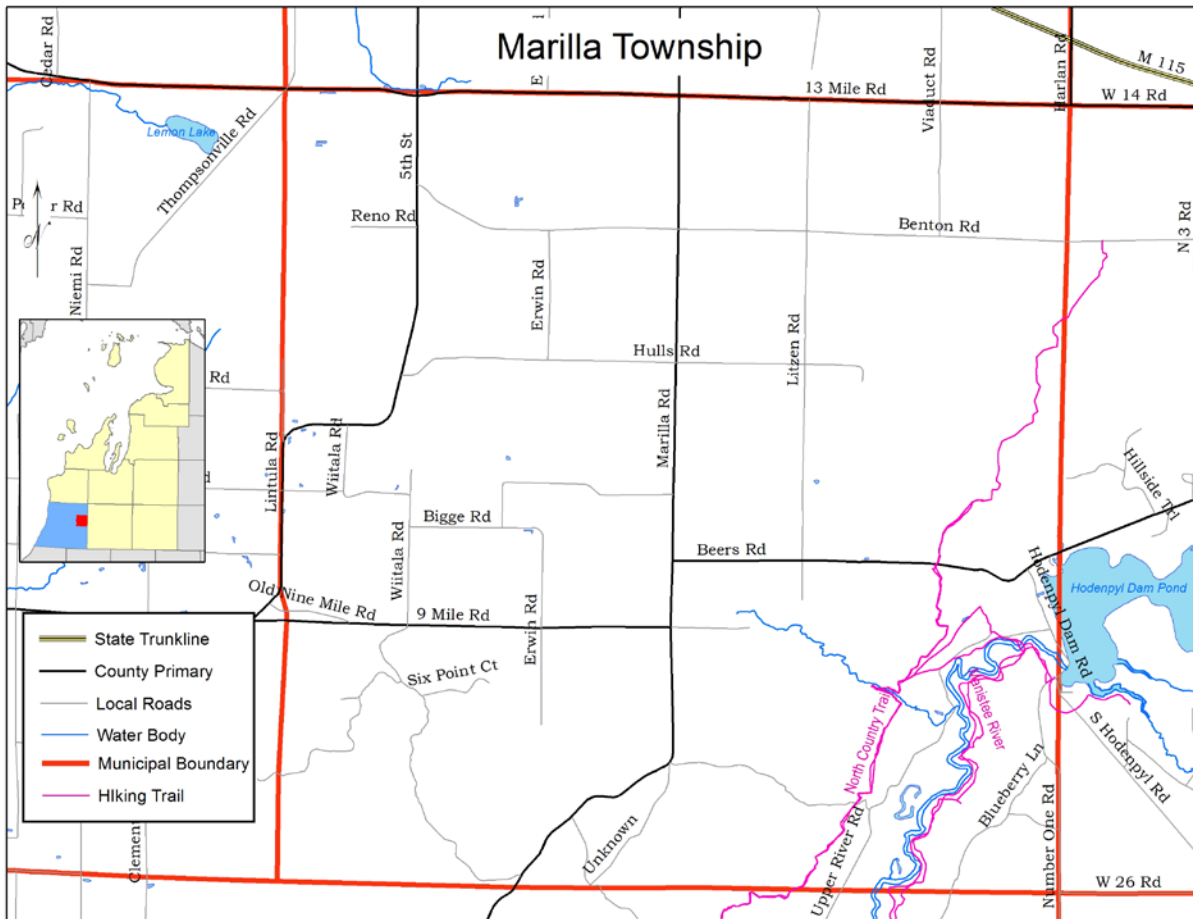 Marilla Township
Cedar Rd
M 115
Harlan Rd
W 14 Rd
13 Mile Rd
Viaduct Rd
Lemon Lake
Thompsonville Rd
5th St
Reno Rd
Benton Rd
N 3 Rd
Niemi Rd
Erwin Rd
Hulls Rd
Litzen Rd
Rd
Marilla Rd
Lintula Rd
Wiitala Rd
Hillside Trl
Bigge Rd
Wiitala Rd
Beers Rd
Hodenpyl Dam Rd
Hodenpyl Dam Pond
Old Nine Mile Rd
9 Mile Rd
Erwin Rd
Six Point Ct
North Country Trail
anistee River
S Hodenpyl Rd
Blueberry Ln
Number One Rd
Upper River Rd
Unknown
W 26 Rd
Clemen
State Trunkline
County Primary
Local Roads
Water Body
Municipal Boundary
HIking Trail